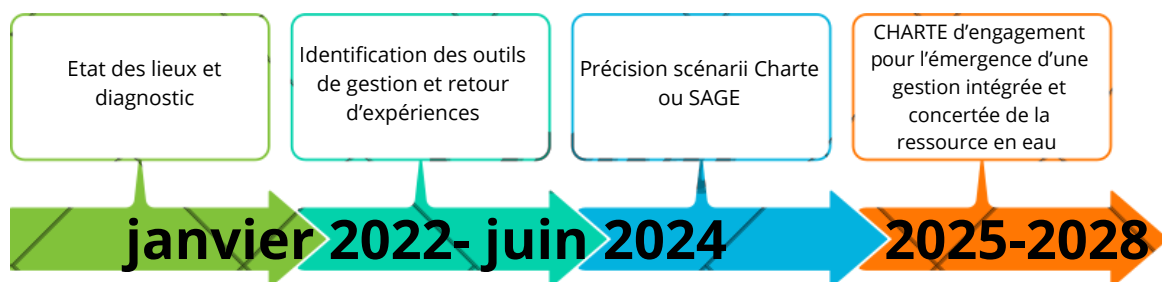 Etat des lieux et
diagnostic
Identification des outils
de gestion et retour
d’expériences
Précision scénarii Charte
ou SAGE
CHARTE d’engagement
pour l’émergence d’une
gestion intégrée et
concertée de la
ressource en eau
janvier 2022- juin 2024
2025-2028